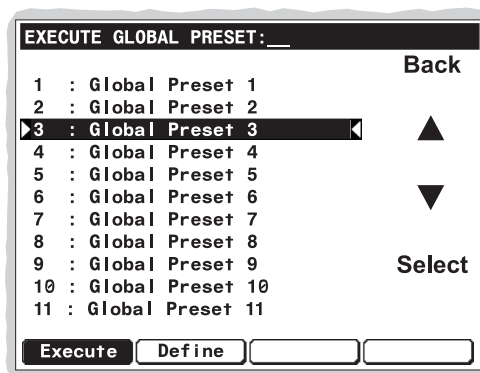 EXECUTE GLOBAL PRESET:__
Back
1 : Global Preset 1
2 : Global Preset 2
3 : Global Preset 3
4 : Global Preset 4
5 : Global Preset 5
6 : Global Preset 6
7 : Global Preset 7
8 : Global Preset 8
9 : Global Preset 9
Select
10 : Global Preset 10
11 : Global Preset 11
Execute Define